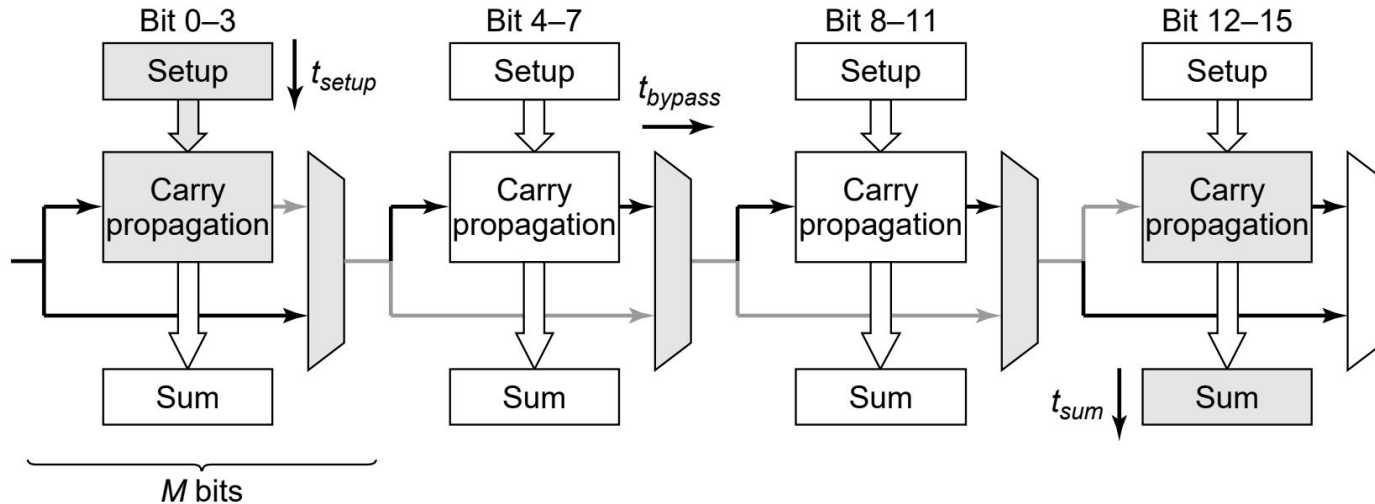 Bit 0–3
Bit 4–7
Bit 8–11
Bit 12–15
Setup
t_setup
Setup
t_bypass
Setup
Setup
Carry
propagation
Carry
propagation
Carry
propagation
Carry
propagation
Sum
Sum
Sum
t_sum
Sum
M bits